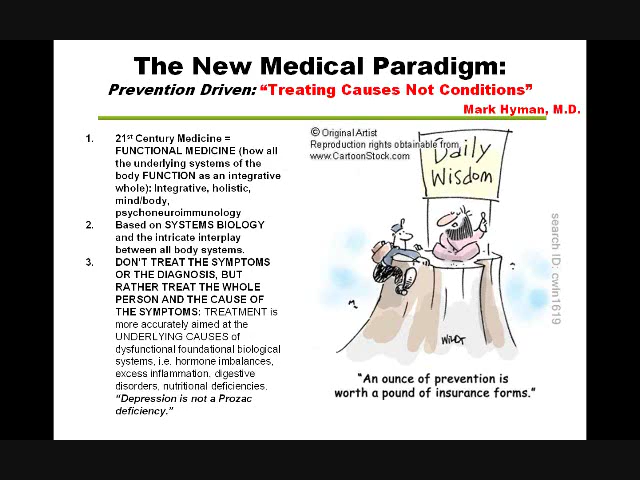 The New Medical Paradigm:
Prevention Driven: “Treating Causes Not Conditions”
Mark Hyman, M.D.
1. 21st Century Medicine =
FUNCTIONAL MEDICINE (how all
the underlying systems of the
body FUNCTION as an integrative
whole): Integrative, holistic,
mind/body,
psychoneuroimmunology
2. Based on SYSTEMS BIOLOGY
and the intricate interplay
between all body systems.
3. DON'T TREAT THE SYMPTOMS
OR THE DIAGNOSIS, BUT
RATHER TREAT THE WHOLE
PERSON AND THE CAUSE OF
THE SYMPTOMS: TREATMENT is
more accurately aimed at the
UNDERLYING CAUSES of
dysfunctional foundational biological
systems, i.e. hormone imbalances,
excess inflammation, digestive
disorders, nutritional deficiencies.
“Depression is not a Prozac
deficiency.”
© Original Artist
Reproduction rights obtainable from
www.CartoonStock.com
Daily
Wisdom
search ID: cwln1619
WiLDT
“An ounce of prevention is
worth a pound of insurance forms.”